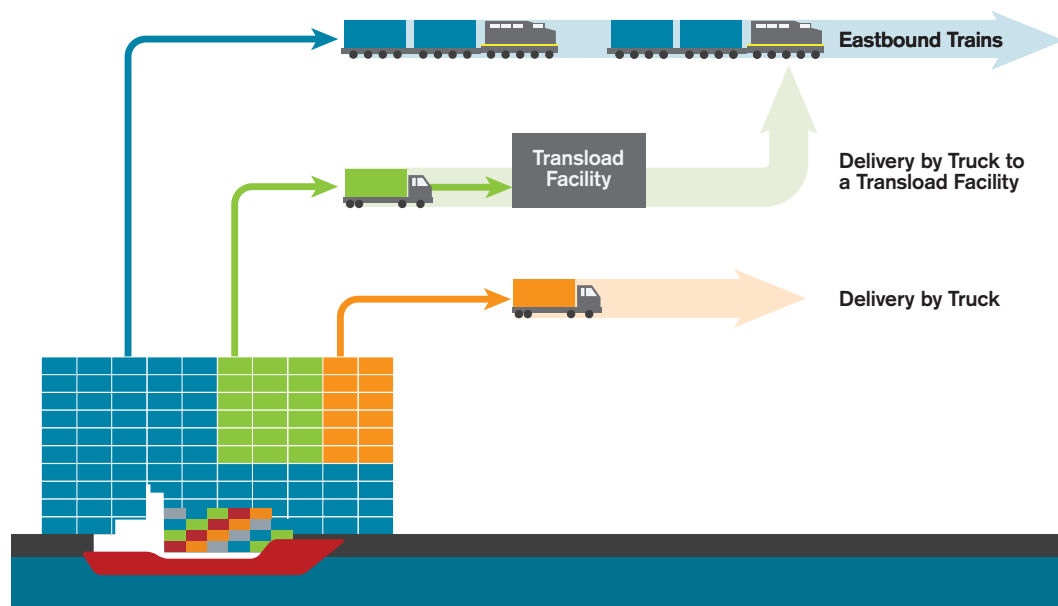 Eastbound Trains
Transload
Facility
Delivery by Truck to
a Transload Facility
Delivery by Truck